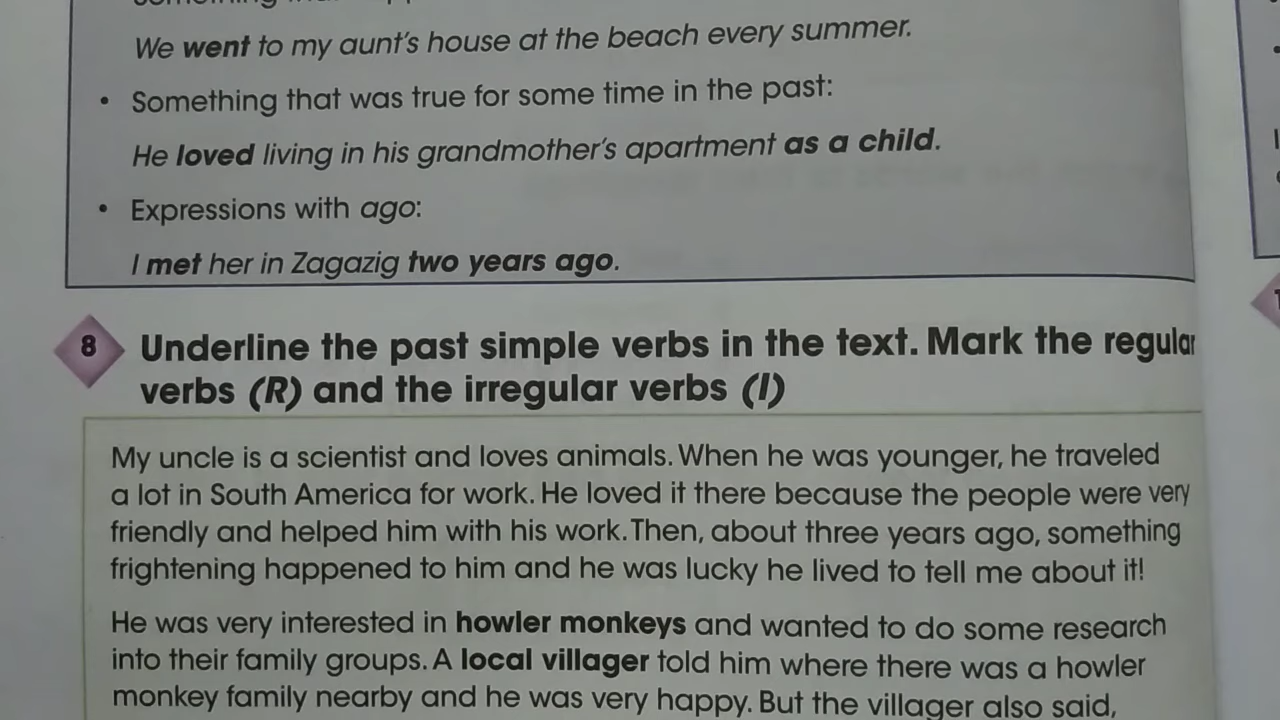 We went to my aunt's house at the beach every summer.
• Something that was true for some time in the past:
He loved living in his grandmother's apartment as a child.
• Expressions with ago:
I met her in Zagazig two years ago.
8 Underline the past simple verbs in the text. Mark the regular
verbs (R) and the irregular verbs (I)
My uncle is a scientist and loves animals. When he was younger, he traveled
a lot in South America for work. He loved it there because the people were very
friendly and helped him with his work. Then, about three years ago, something
frightening happened to him and he was lucky he lived to tell me about it!
He was very interested in howler monkeys and wanted to do some research
into their family groups. A local villager told him where there was a howler
monkey family nearby and he was very happy. But the villager also said,